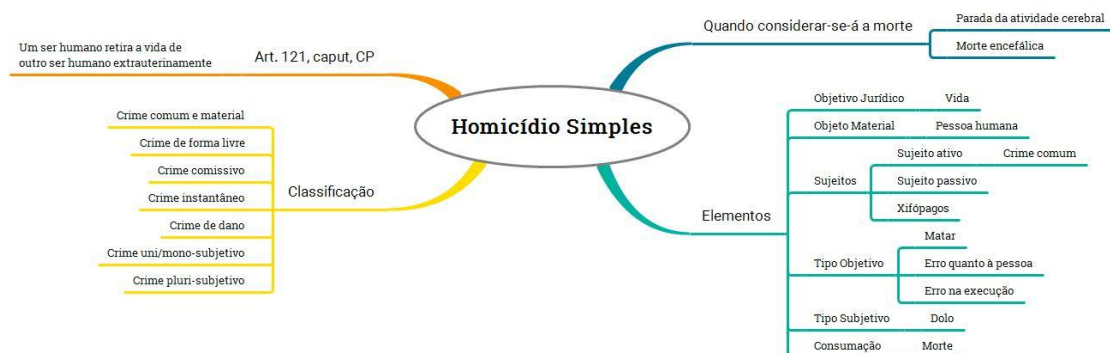 Homicídio Simples
Art. 121, caput, CP
Um ser humano retira a vida de
outro ser humano extrauterinamente
Classificação
Crime comum e material
Crime de forma livre
Crime comissivo
Crime instantâneo
Crime de dano
Crime uni/mono-subjetivo
Crime pluri-subjetivo
Quando considerar-se-á a morte
Parada da atividade cerebral
Morte encefálica
Elementos
Objetivo Jurídico
Vida
Objeto Material
Pessoa humana
Sujeitos
Sujeito ativo
Crime comum
Sujeito passivo
Xifópagos
Tipo Objetivo
Matar
Erro quanto à pessoa
Erro na execução
Tipo Subjetivo
Dolo
Consumação
Morte